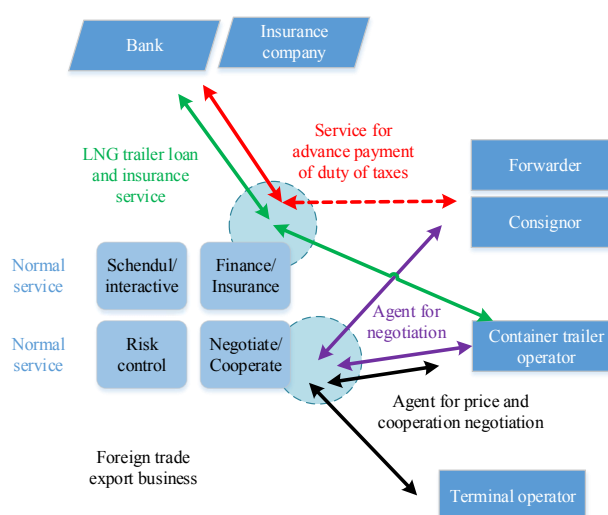 Bank
Insurance
company
LNG trailer loan
and insurance
service
Service for
advance payment
of duty of taxes
Forwarder
Consignor
Normal
service
Schendul/
interactive
Finance/
Insurance
Normal
service
Risk
control
Negotiate/
Cooperate
Agent for
negotiation
Container trailer
operator
Agent for price and
cooperation negotiation
Foreign trade
export business
Terminal operator